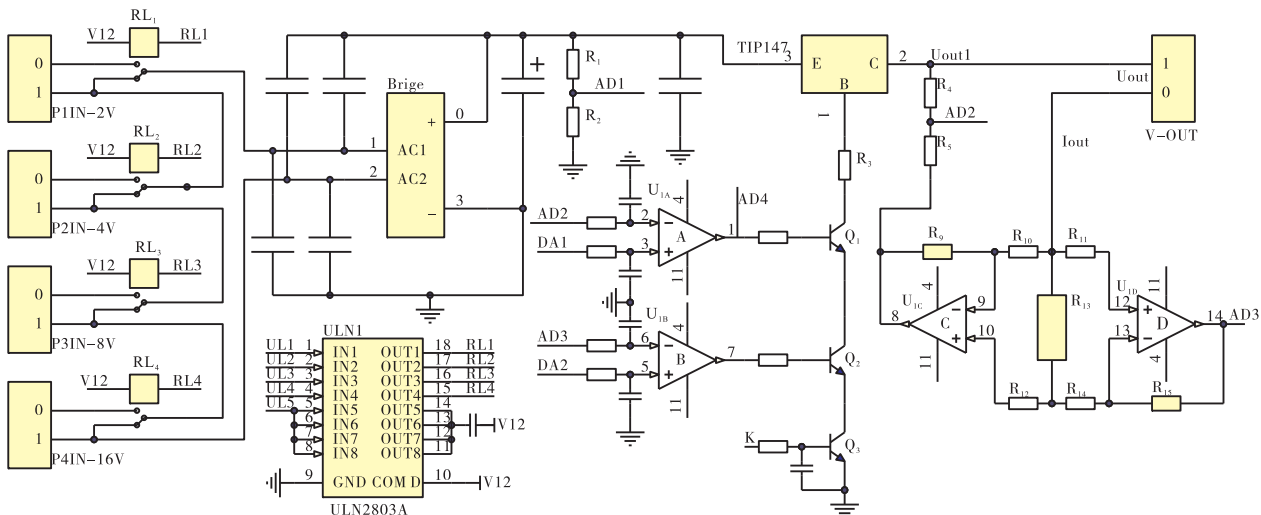 RL₁
V12 RL1
0
1
P1IN-2V
RL₂
V12 RL2
0
1
P2IN-4V
RL₃
V12 RL3
0
1
P3IN-8V
RL₄
V12 RL4
0
1
P4IN-16V
Brige
+ 0
1 AC1
2 AC2
- 3
+
R₁
AD1
R₂
TIP147
3 E C 2
B
1
Uout1
R₄
AD2
R₅
Uout
1
0
V-OUT
Iout
R₃
U1A
4
AD4
AD2 2 -
A 1
DA1 3 +
11
Q₁
U1B
4
AD3 6 -
B 7
DA2 5 +
11
Q₂
K
Q₃
R₉
R₁₀
R₁₁
U1C
4
9 -
8 C
10 +
11
R₁₃
U1D
11
12 +
D 14 AD3
13 -
4
R₁₂
R₁₄
R₁₅
ULN1
UL1 1 IN1 OUT1 18 RL1
UL2 2 IN2 OUT2 17 RL2
UL3 3 IN3 OUT3 16 RL3
UL4 4 IN4 OUT4 15 RL4
UL5 5 IN5 OUT5 14
6 IN6 OUT6 13 V12
7 IN7 OUT7 12
8 IN8 OUT8 11
9 GND COM D 10 V12
ULN2803A